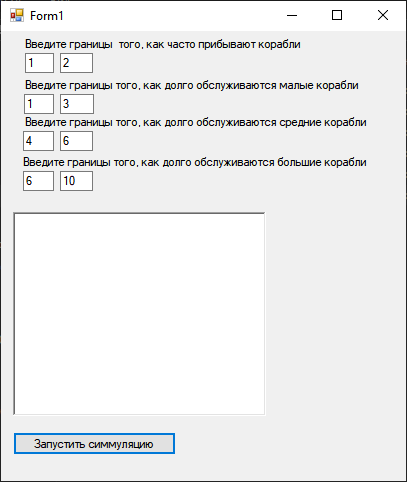 Form1
Введите границы  того, как часто прибывают корабли
1 2
Введите границы того, как долго обслуживаются малые корабли
1 3
Введите границы того, как долго обслуживаются средние корабли
4 6
Введите границы того, как долго обслуживаются большие корабли
6 10
Запустить симмуляцию